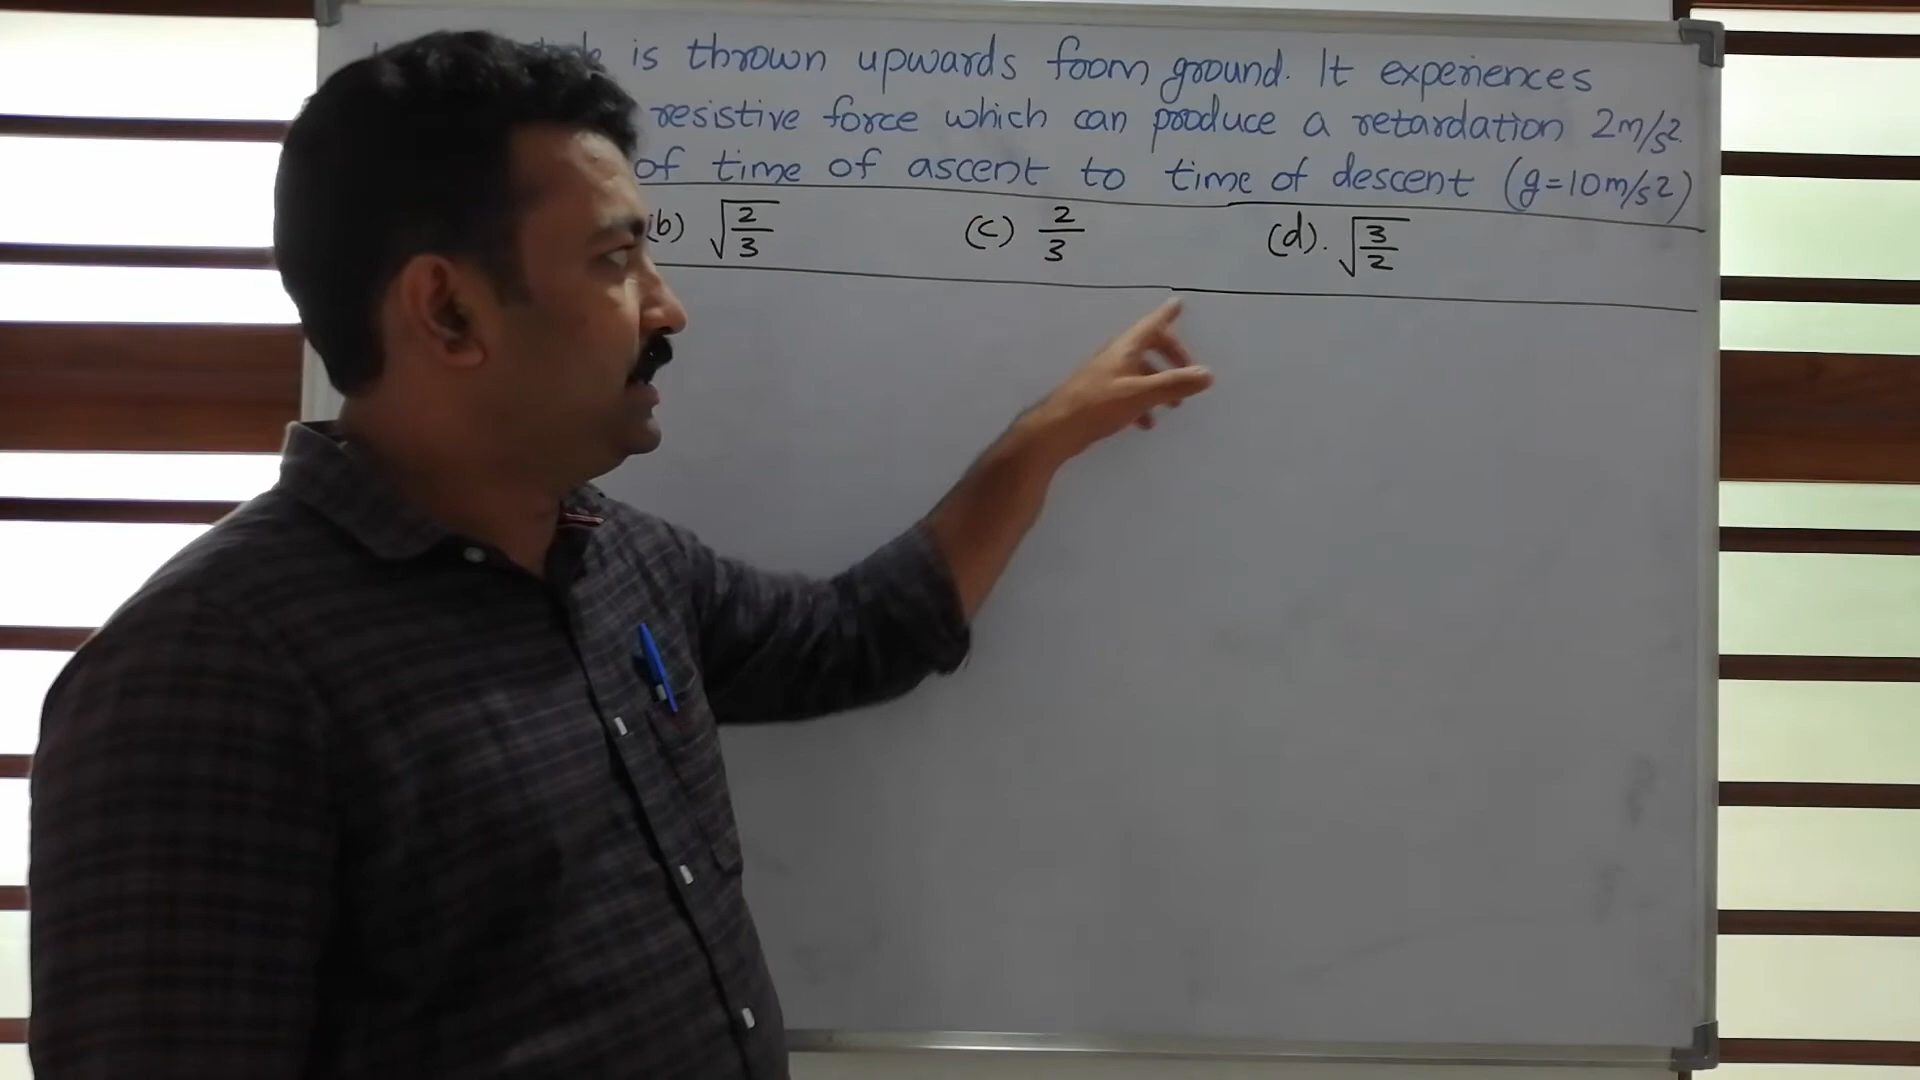 is thrown upwards from ground. It experiences
resistive force which can produce a retardation 2m/s².
of time of ascent to time of descent (g=10m/s²)
(b) √2/3 (c) 2/3 (d). √3/2